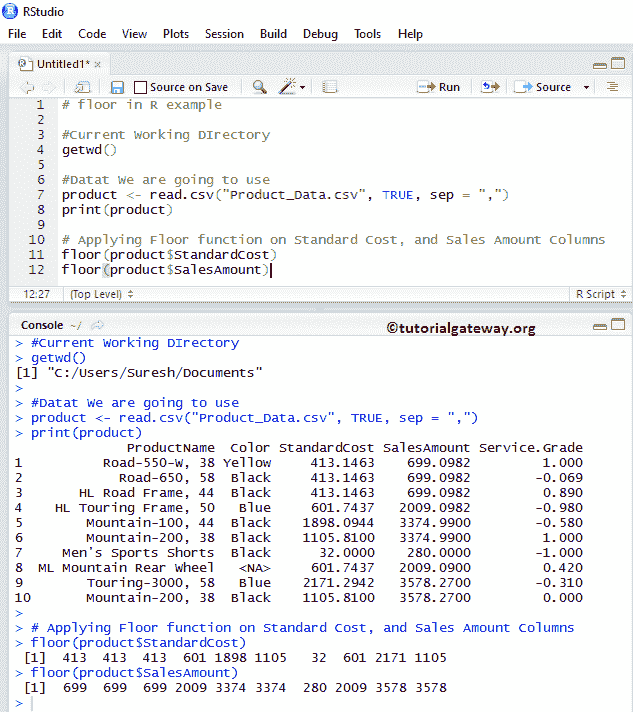 RStudio
File Edit Code View Plots Session Build Debug Tools Help
Untitled1*
Source on Save Run Source
1 # floor in R example
2
3 #Current Working DIrectory
4 getwd()
5
6 #Datat We are going to use
7 product <- read.csv("Product_Data.csv", TRUE, sep = ",")
8 print(product)
9
10 # Applying Floor function on Standard Cost, and Sales Amount Columns
11 floor(product$StandardCost)
12 floor(product$SalesAmount)
12:27 (Top Level) R Script
Console ~/ ©tutorialgateway.org
> #Current Working DIrectory
> getwd()
[1] "C:/Users/Suresh/Documents"
>
> #Datat We are going to use
> product <- read.csv("Product_Data.csv", TRUE, sep = ",")
> print(product)
ProductName Color StandardCost SalesAmount Service.Grade
1 Road-550-W, 38 Yellow 413.1463 699.0982 1.000
2 Road-650, 58 Black 413.1463 699.0982 -0.069
3 HL Road Frame, 44 Black 413.1463 699.0982 0.890
4 HL Touring Frame, 50 Blue 601.7437 2009.0982 -0.980
5 Mountain-100, 44 Black 1898.0944 3374.9900 -0.580
6 Mountain-200, 38 Black 1105.8100 3374.9900 1.000
7 Men's Sports Shorts Black 32.0000 280.0000 -1.000
8 ML Mountain Rear Wheel <NA> 601.7437 2009.0900 0.420
9 Touring-3000, 58 Blue 2171.2942 3578.2700 -0.310
10 Mountain-200, 38 Black 1105.8100 3578.2700 0.000
>
> # Applying Floor function on Standard Cost, and Sales Amount Columns
> floor(product$StandardCost)
[1] 413 413 413 601 1898 1105 32 601 2171 1105
> floor(product$SalesAmount)
[1] 699 699 699 2009 3374 3374 280 2009 3578 3578
>